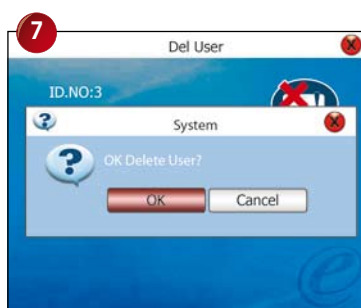 7
Del User
ID.NO:3
System
OK Delete User?
OK
Cancel